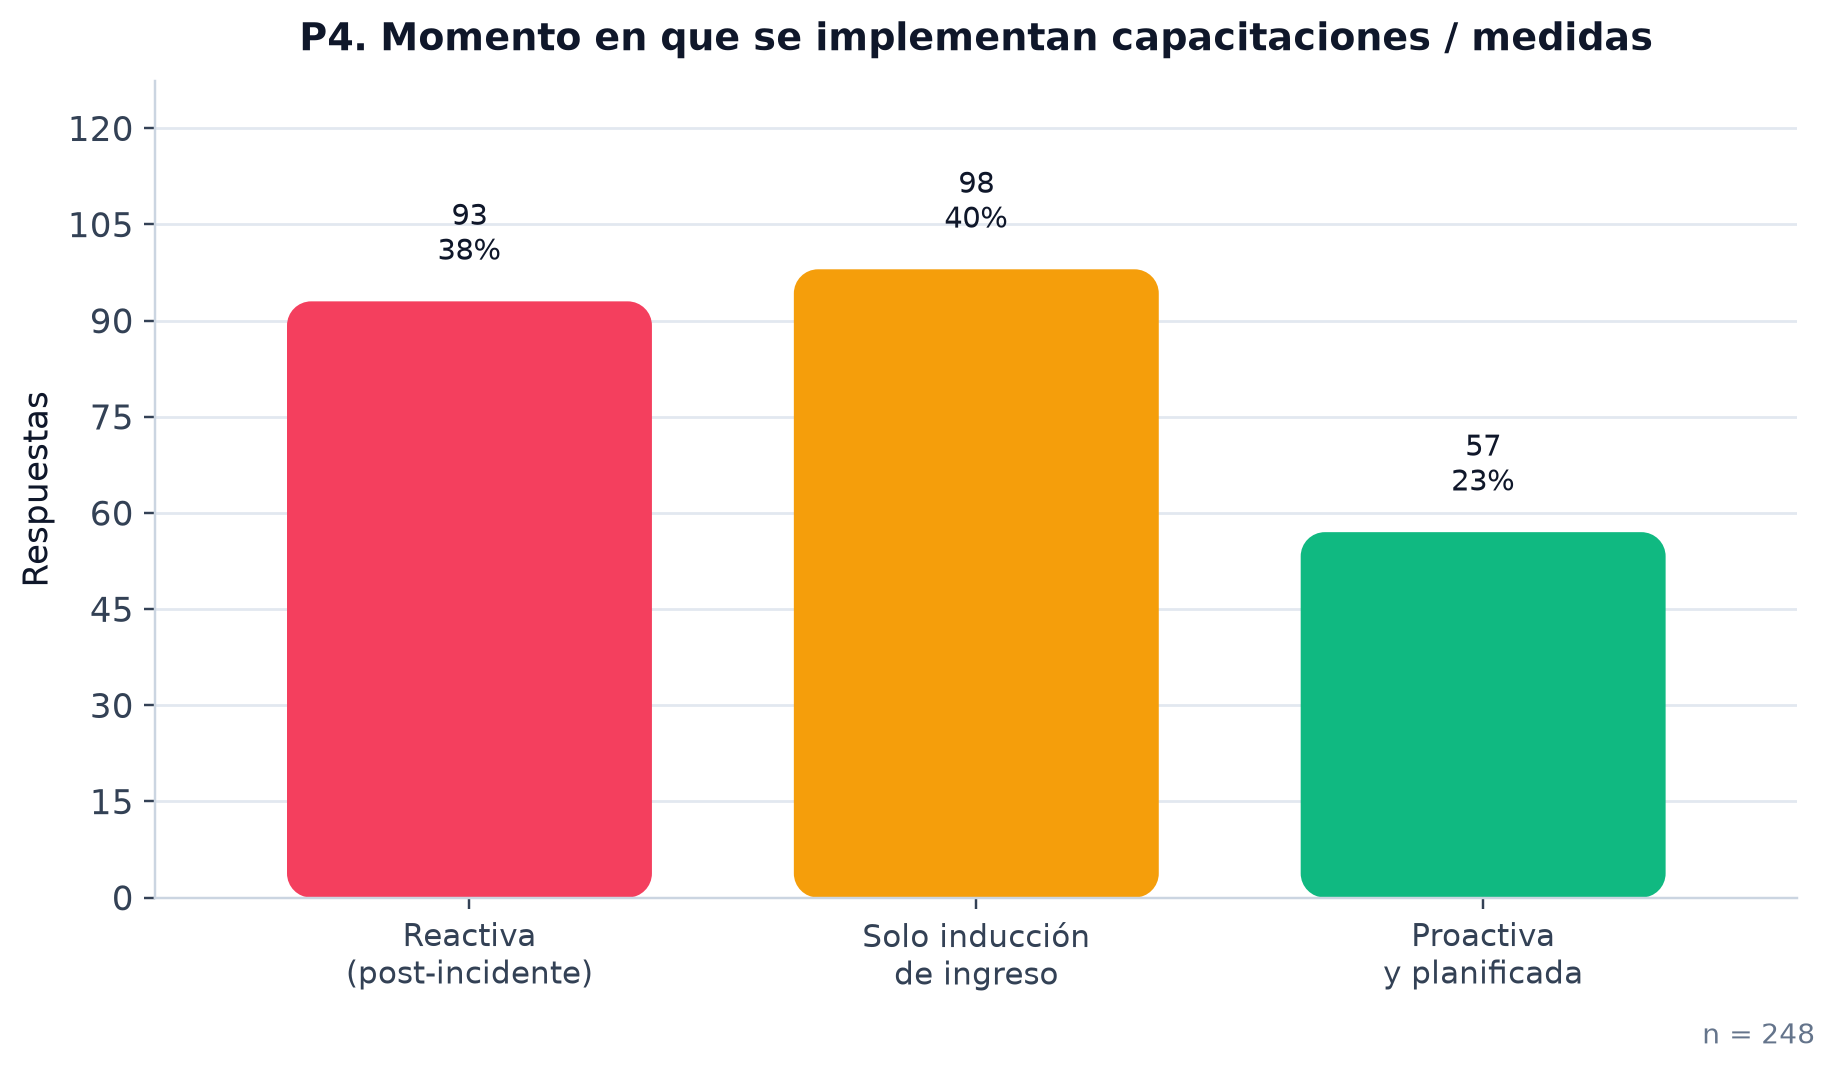 P4. Momento en que se implementan capacitaciones / medidas
Respuestas
120
105
90
75
60
45
30
15
0
93
38%
98
40%
57
23%
Reactiva
(post-incidente)
Solo inducción
de ingreso
Proactiva
y planificada
n = 248